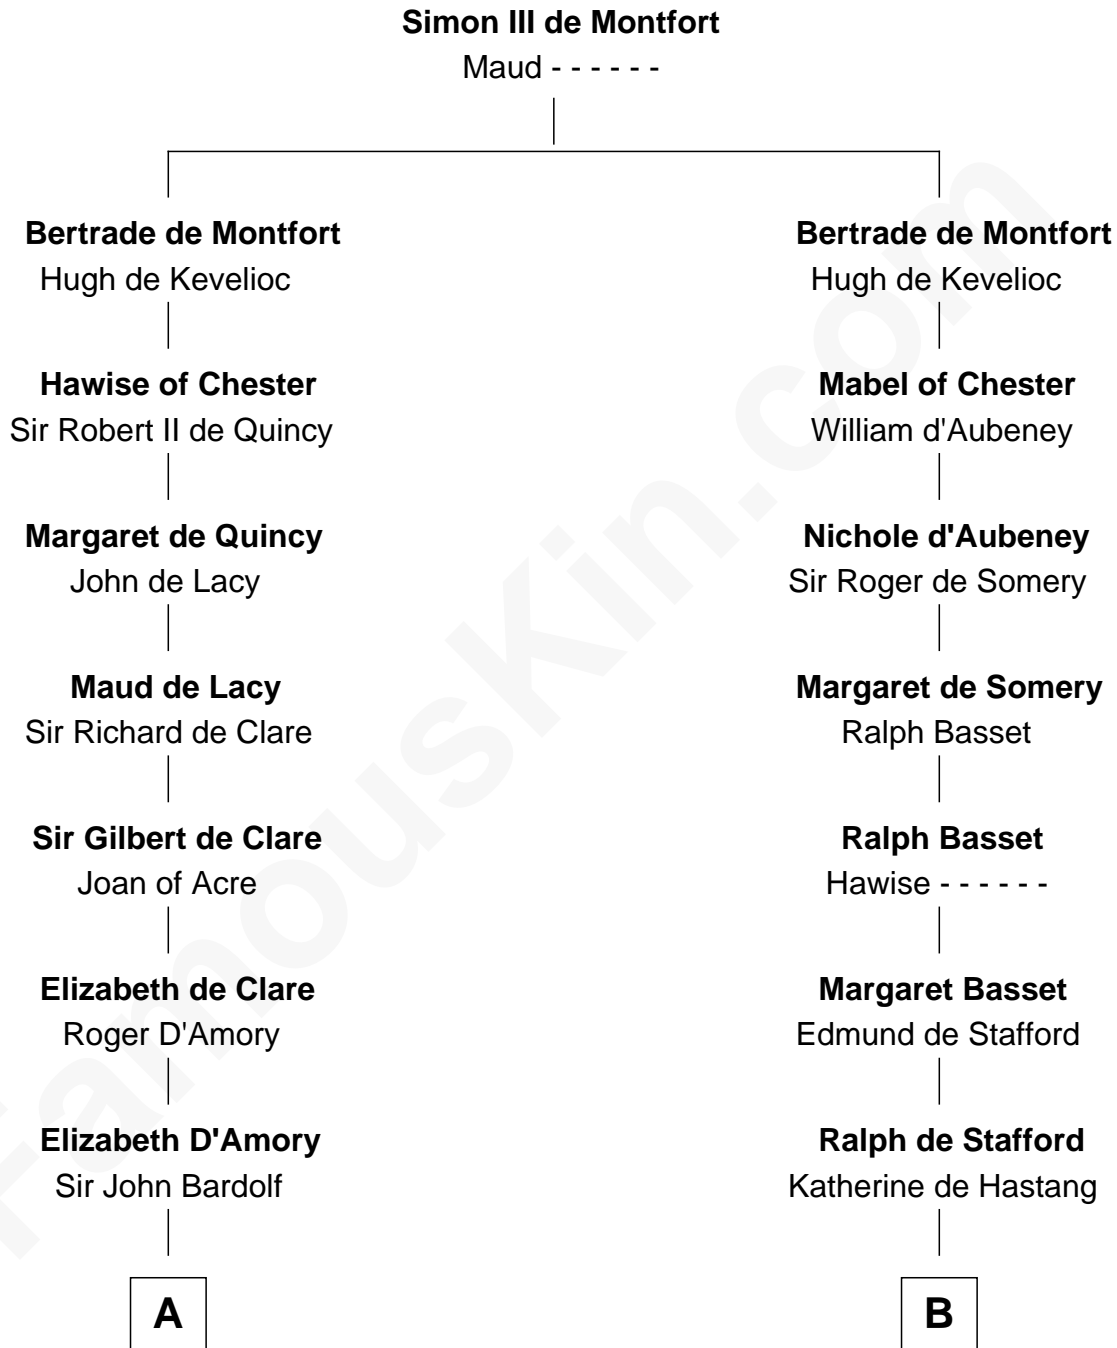 Simon III de Montfort
Maud - - - - - -
Bertrade de Montfort
Hugh de Kevelioc
Hawise of Chester
Sir Robert II de Quincy
Margaret de Quincy
John de Lacy
Maud de Lacy
Sir Richard de Clare
Sir Gilbert de Clare
Joan of Acre
Elizabeth de Clare
Roger D'Amory
Elizabeth D'Amory
Sir John Bardolf
A
Bertrade de Montfort
Hugh de Kevelioc
Mabel of Chester
William d'Aubeney
Nichole d'Aubeney
Sir Roger de Somery
Margaret de Somery
Ralph Basset
Ralph Basset
Hawise - - - - - -
Margaret Basset
Edmund de Stafford
Ralph de Stafford
Katherine de Hastang
B
FamousKin.com